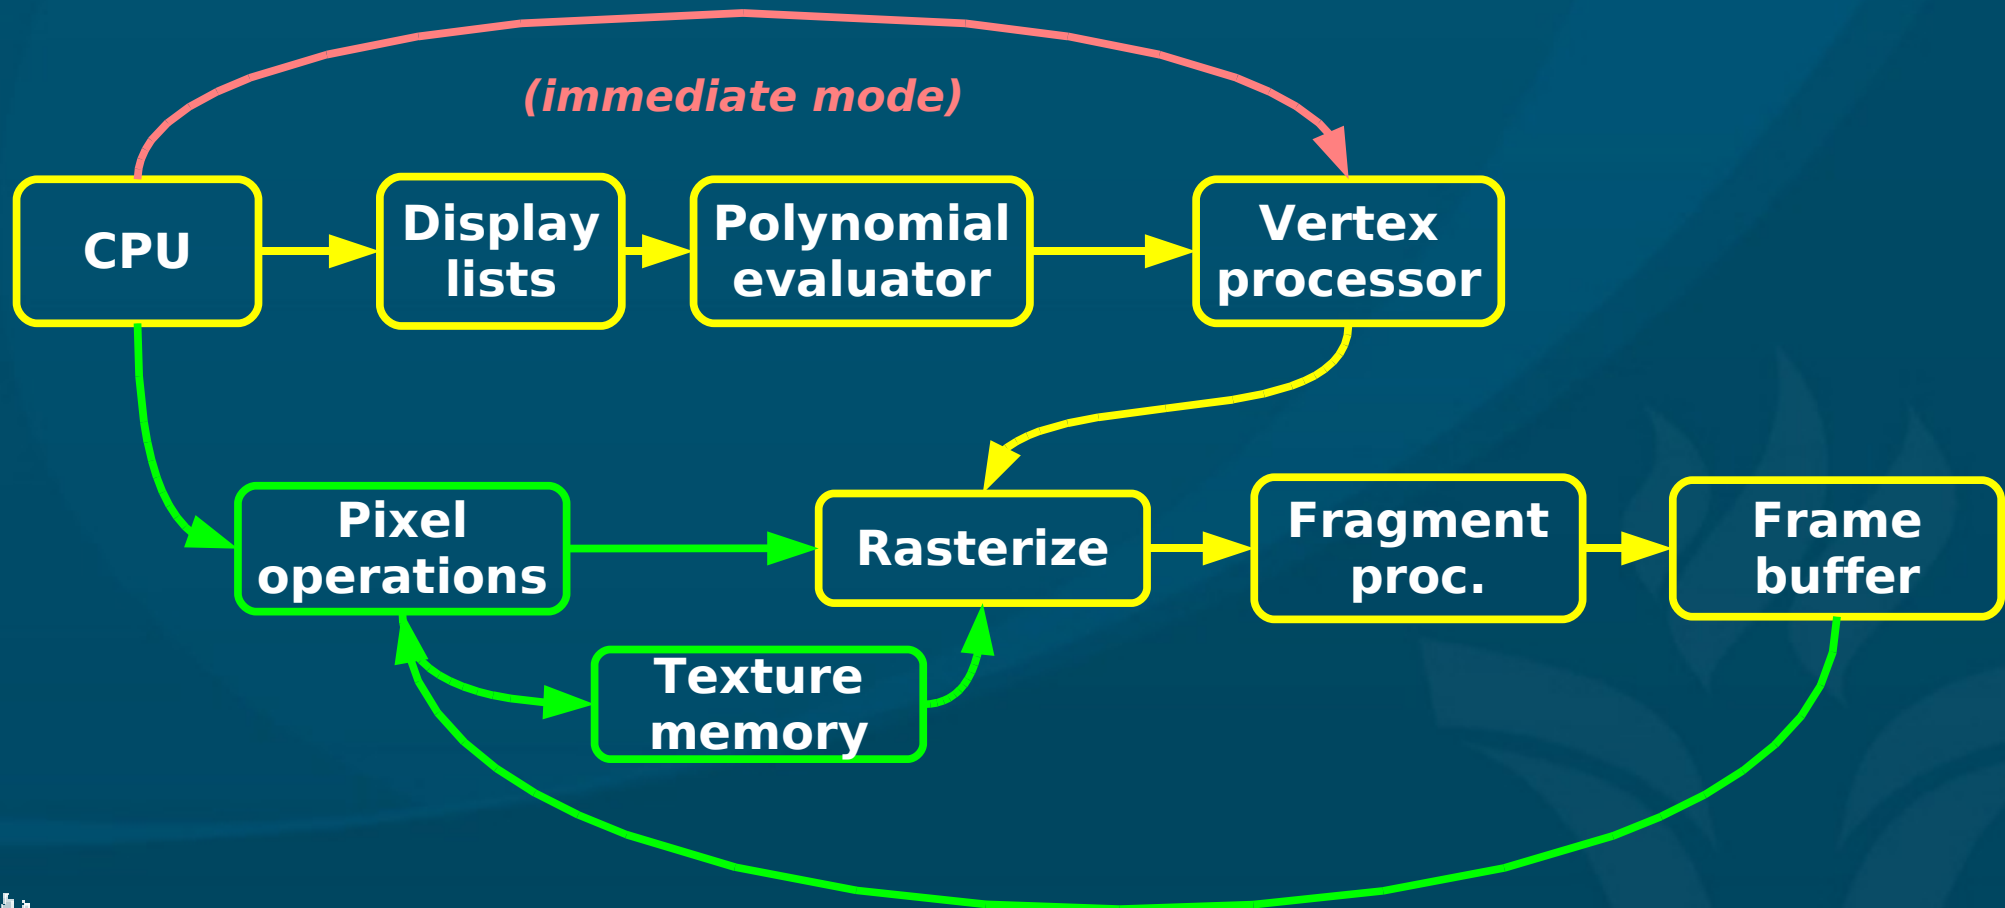 (immediate mode)
CPU
Display
lists
Polynomial
evaluator
Vertex
processor
Pixel
operations
Rasterize
Fragment
proc.
Frame
buffer
Texture
memory